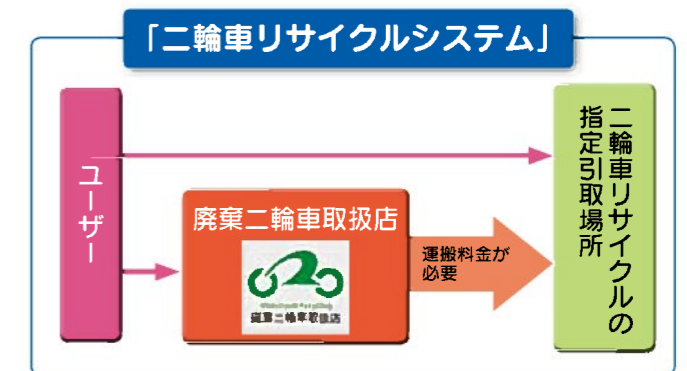 「二輪車リサイクルシステム」
ユーザー
廃棄二輪車取扱店
廃棄二輪車取扱店
運搬料金が
必要
二輪車リサイクルの
指定引取場所